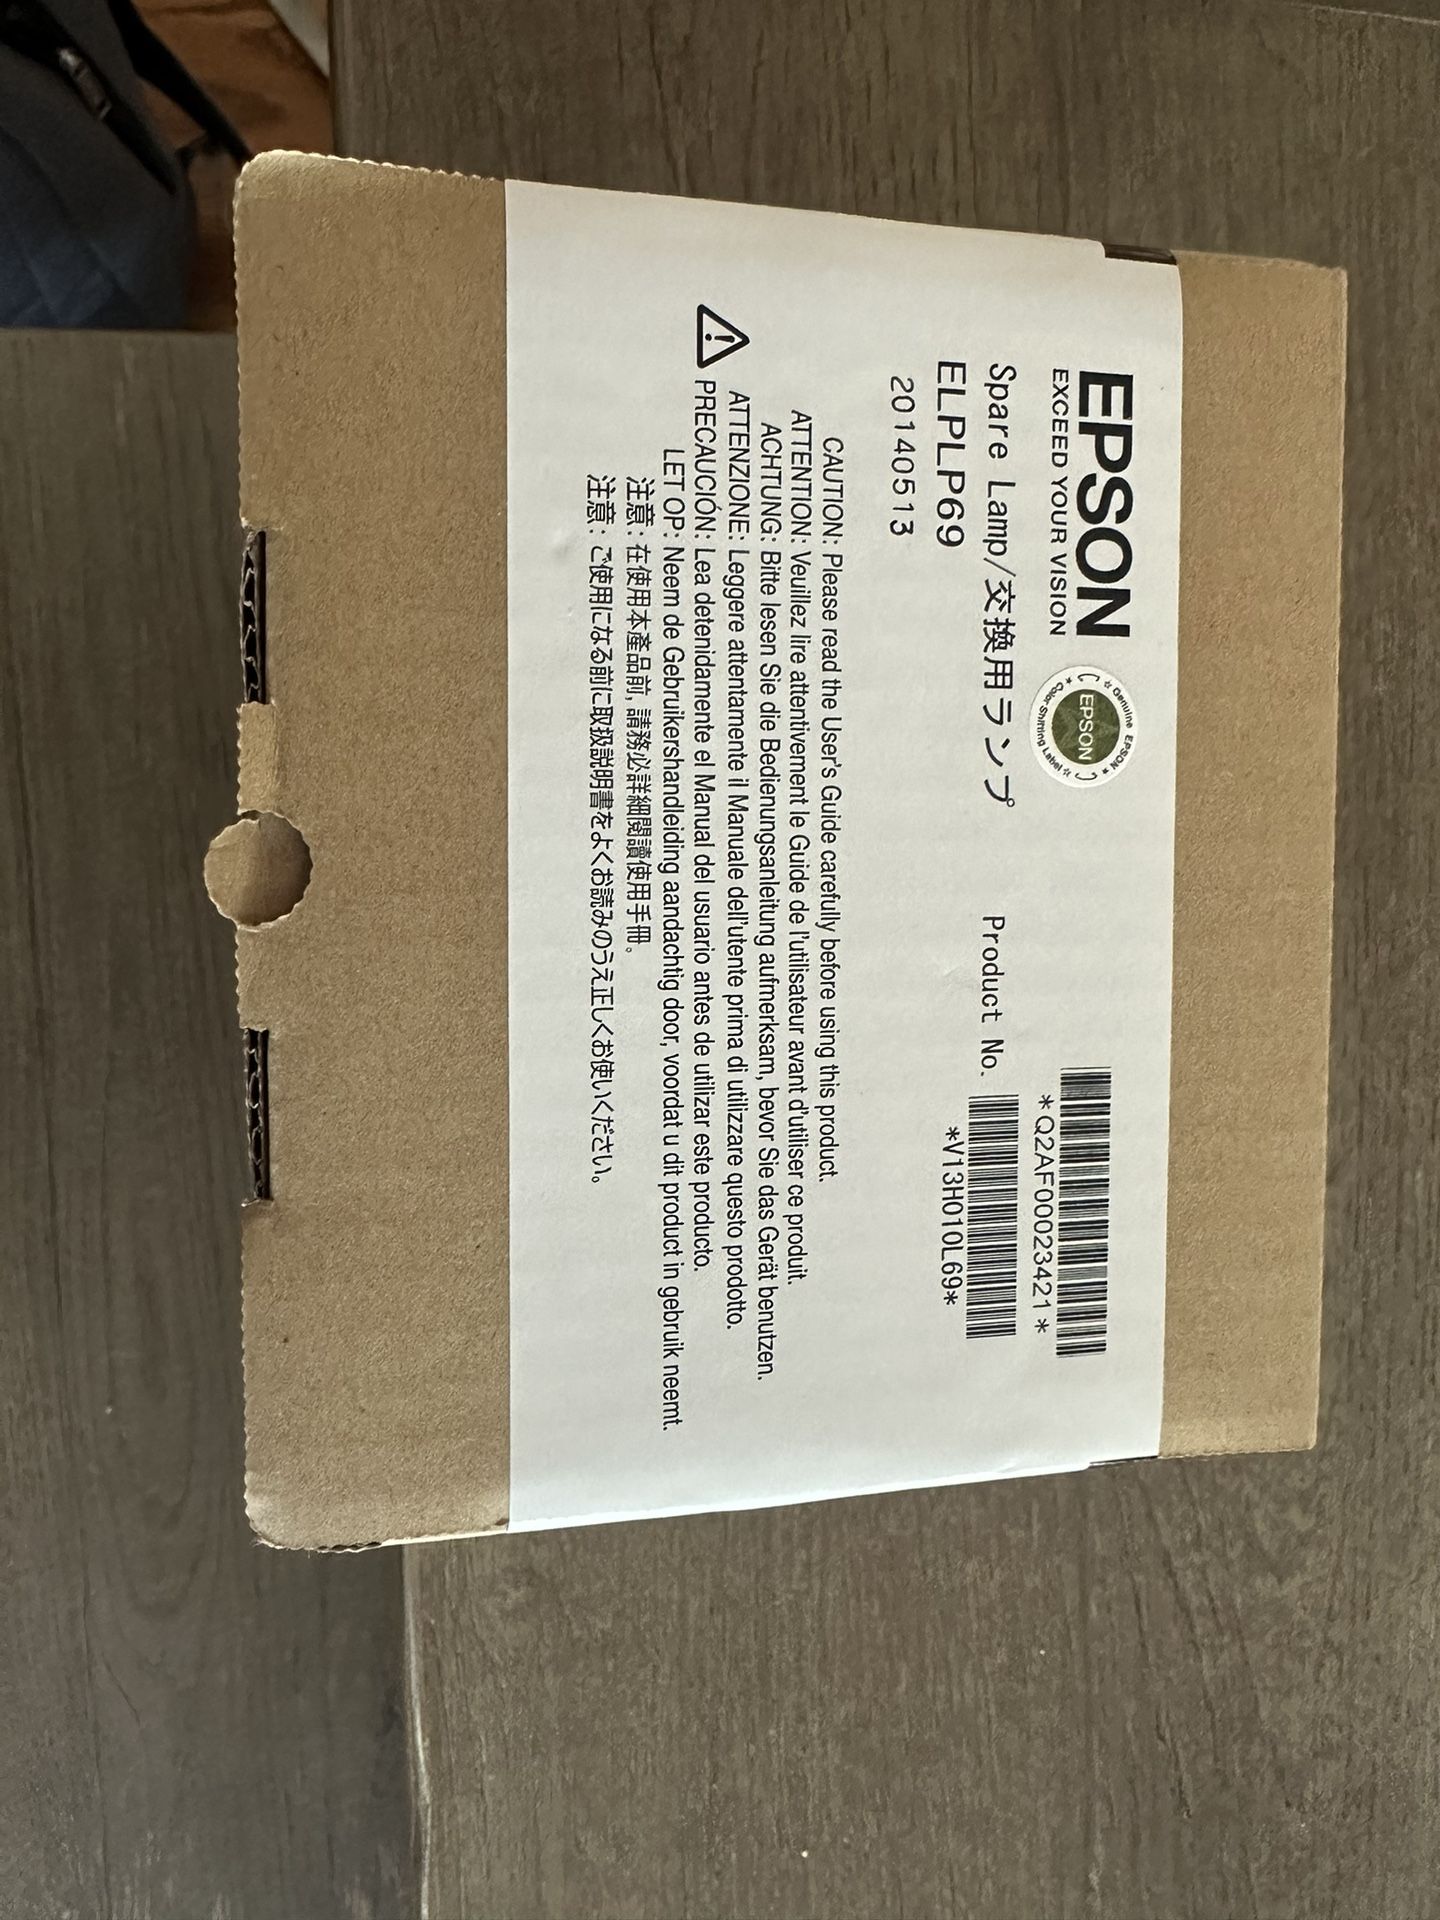 EPSON
EXCEED YOUR VISION
☆ Genuine EPSON ★
EPSON
★ Color-Shifting Label ☆
*Q2AF00023421*
Spare Lamp/交換用ランプ
Product No.
ELPLP69
*V13H010L69*
20140513
CAUTION: Please read the User's Guide carefully before using this product.
ATTENTION: Veuillez lire attentivement le Guide de l'utilisateur avant d'utiliser ce produit.
ACHTUNG: Bitte lesen Sie die Bedienungsanleitung aufmerksam, bevor Sie das Gerät benutzen.
ATTENZIONE: Leggere attentamente il Manuale dell'utente prima di utilizzare questo prodotto.
PRECAUCIÓN: Lea detenidamente el Manual del usuario antes de utilizar este producto.
LET OP: Neem de Gebruikershandleiding aandachtig door, voordat u dit product in gebruik neemt.
注意: 在使用本產品前, 請務必詳細閱讀使用手冊。
注意: ご使用になる前に取扱説明書をよくお読みのうえ正しくお使いください。